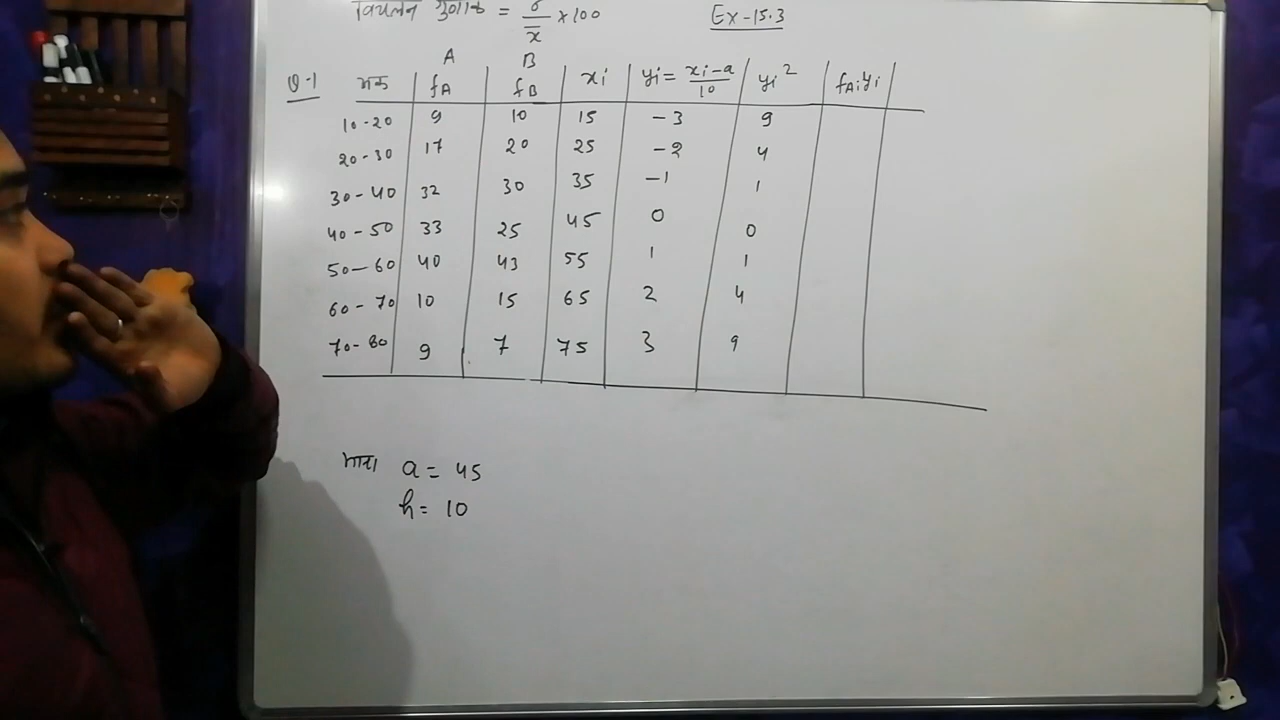 विचलन गुणांक = σ/x̄ × 100 Ex-15.3
A B
Q-1 अंक fA fB xi yi = xi-a/10 yi² fAiyi
10-20 9 10 15 -3 9
20-30 17 20 25 -2 4
30-40 32 30 35 -1 1
40-50 33 25 45 0 0
50-60 40 43 55 1 1
60-70 10 15 65 2 4
70-80 9 7 75 3 9
माना a = 45
h = 10